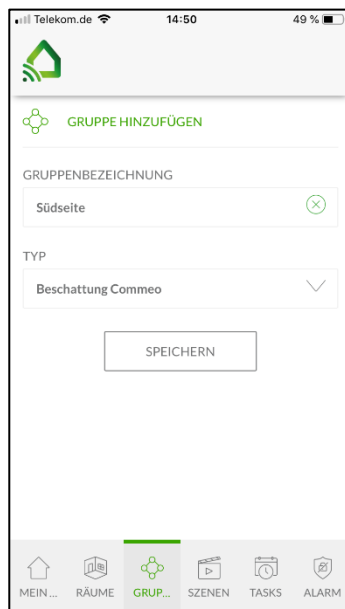 Telekom.de 14:50 49 %
GRUPPE HINZUFÜGEN
GRUPPENBEZEICHNUNG
Südseite
TYP
Beschattung Commeo
SPEICHERN
MEIN ... RÄUME GRUP... SZENEN TASKS ALARM